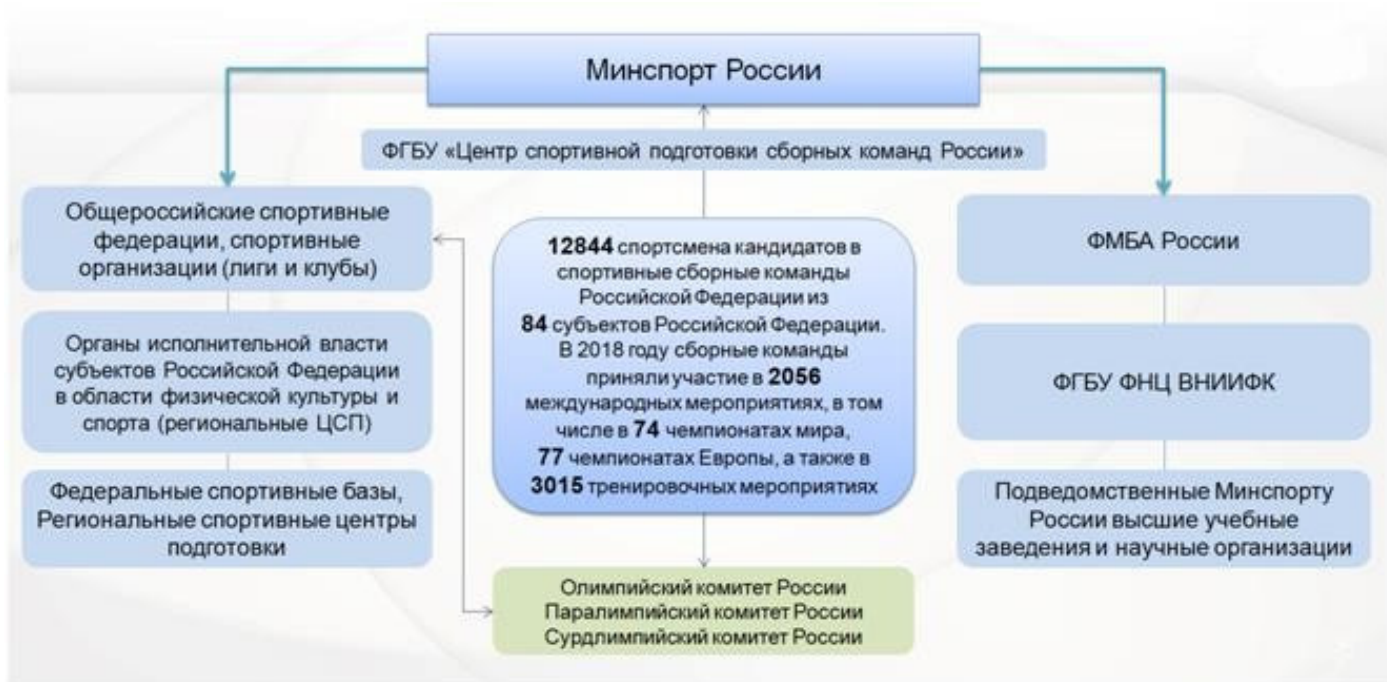 Минспорт России
ФГБУ «Центр спортивной подготовки сборных команд России»
Общероссийские спортивные
федерации, спортивные
организации (лиги и клубы)
Органы исполнительной власти
субъектов Российской Федерации
в области физической культуры и
спорта (региональные ЦСП)
Федеральные спортивные базы,
Региональные спортивные центры
подготовки
12844 спортсмена кандидатов в
спортивные сборные команды
Российской Федерации из
84 субъектов Российской Федерации.
В 2018 году сборные команды
приняли участие в 2056
международных мероприятиях, в том
числе в 74 чемпионатах мира,
77 чемпионатах Европы, а также в
3015 тренировочных мероприятиях
Олимпийский комитет России
Паралимпийский комитет России
Сурдлимпийский комитет России
ФМБА России
ФГБУ ФНЦ ВНИИФК
Подведомственные Минспорту
России высшие учебные
заведения и научные организации